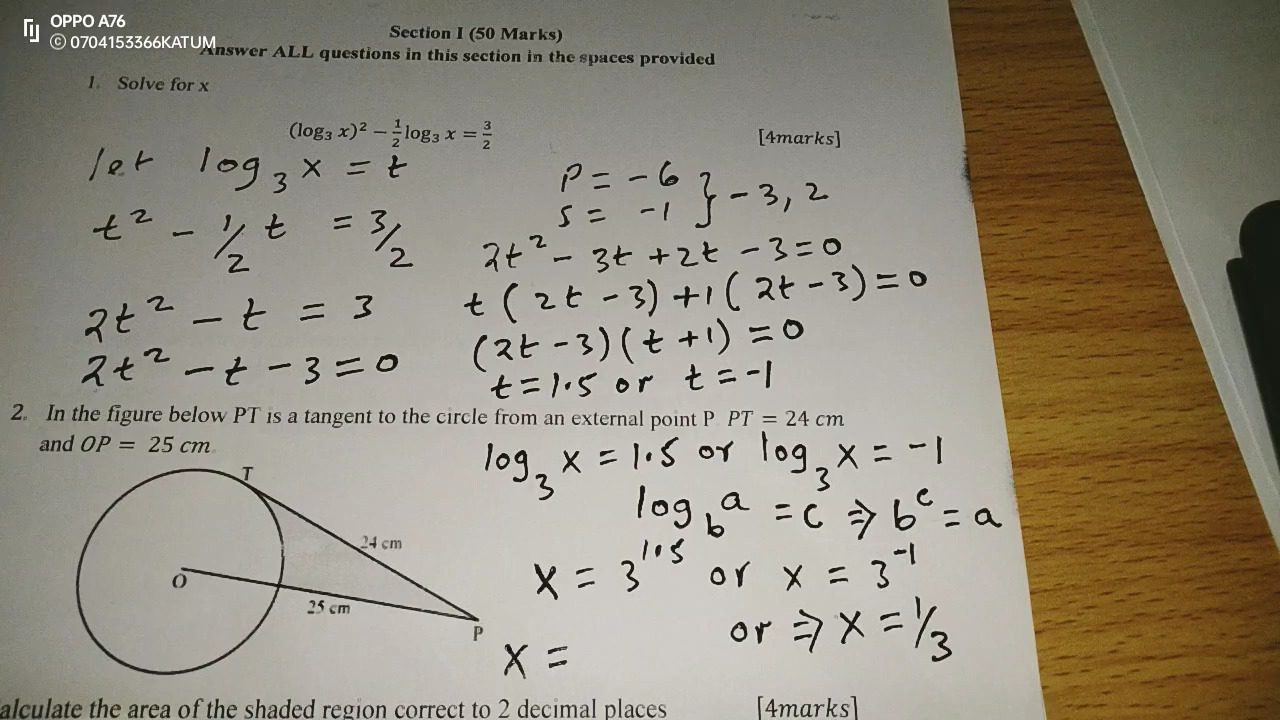 OPPO A76
© 0704153366KATUM
Section I (50 Marks)
Answer ALL questions in this section in the spaces provided
1. Solve for x
(log₃ x)² − 1/2 log₃ x = 3/2 [4marks]
let log₃ x = t
t² - 1/2 t = 3/2
2t² - t = 3
2t² - t - 3 = 0
P = -6
S = -1 } -3, 2
2t² - 3t + 2t - 3 = 0
t(2t - 3) + 1(2t - 3) = 0
(2t - 3)(t + 1) = 0
t = 1.5 or t = -1
2. In the figure below PT is a tangent to the circle from an external point P PT = 24 cm
and OP = 25 cm.
log₃ x = 1.5 or log₃ x = -1
log_b a = c ⇒ b^c = a
x = 3^1.5 or x = 3^-1
or ⇒ x = 1/3
x =
T
24 cm
O
25 cm
P
alculate the area of the shaded region correct to 2 decimal places [4marks]